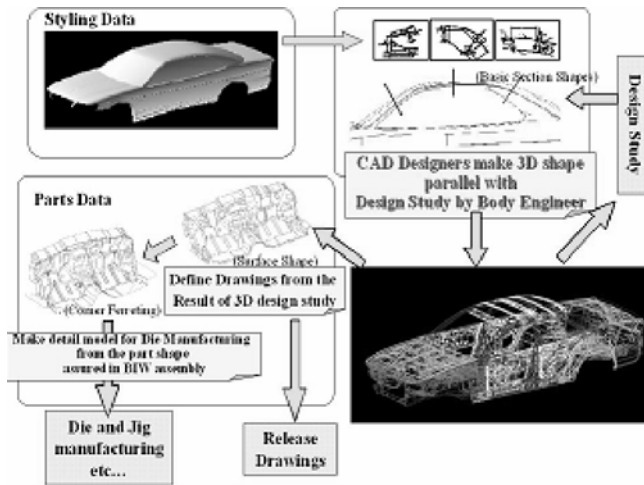 Styling Data
(Basic Section Shapes)
Design Study
CAD Designers make 3D shape
parallel with
Design Study by Body Engineer
Parts Data
(Surface Shape)
(Corner Ferreting)
Define Drawings from the
Result of 3D design study
Make detail model for Die Manufacturing
from the part shape
assured in BIW assembly
Die and Jig
manufacturing
etc...
Release
Drawings